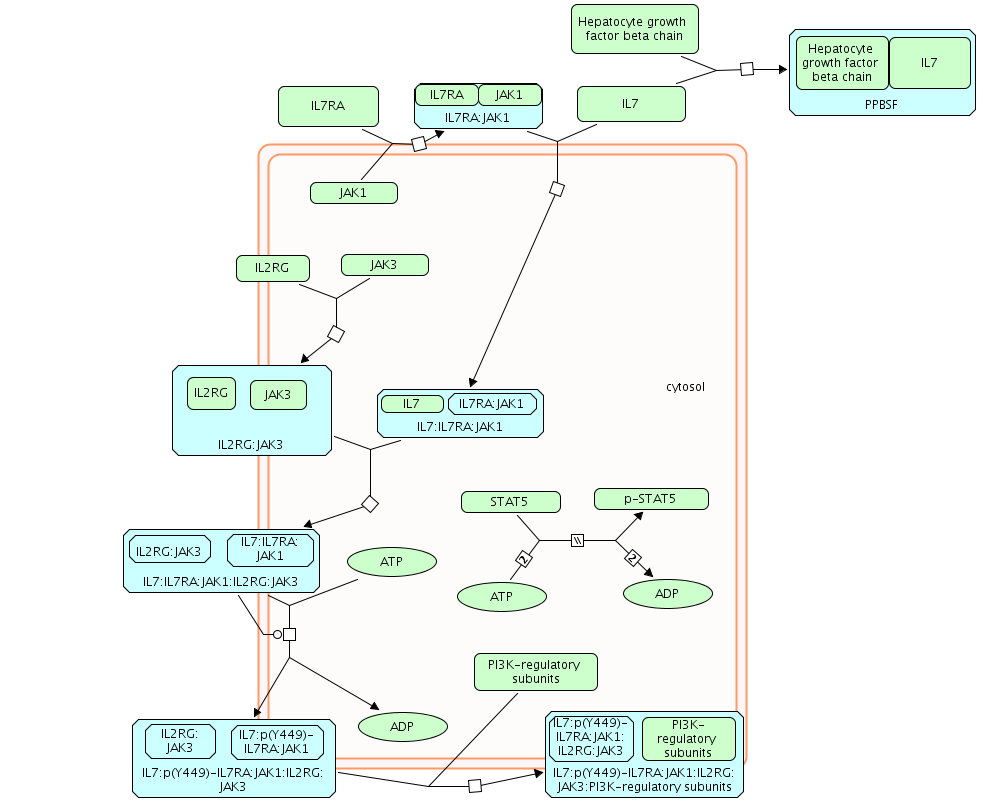 Hepatocyte growth
factor beta chain
Hepatocyte
growth factor
beta chain
IL7
PPBSF
IL7RA
IL7RA
JAK1
IL7RA:JAK1
IL7
JAK1
IL2RG
JAK3
IL2RG
JAK3
IL2RG:JAK3
IL7
IL7RA:JAK1
IL7:IL7RA:JAK1
cytosol
STAT5
p-STAT5
2
2
ATP
ADP
IL2RG:JAK3
IL7:IL7RA:
JAK1
IL7:IL7RA:JAK1:IL2RG:JAK3
ATP
PI3K-regulatory
subunits
ADP
IL2RG:
JAK3
IL7:p(Y449)-
IL7RA:JAK1
IL7:p(Y449)-IL7RA:JAK1:IL2RG:
JAK3
IL7:p(Y449)-
IL7RA:JAK1:
IL2RG:JAK3
PI3K-
regulatory
subunits
IL7:p(Y449)-IL7RA:JAK1:IL2RG:
JAK3:PI3K-regulatory subunits